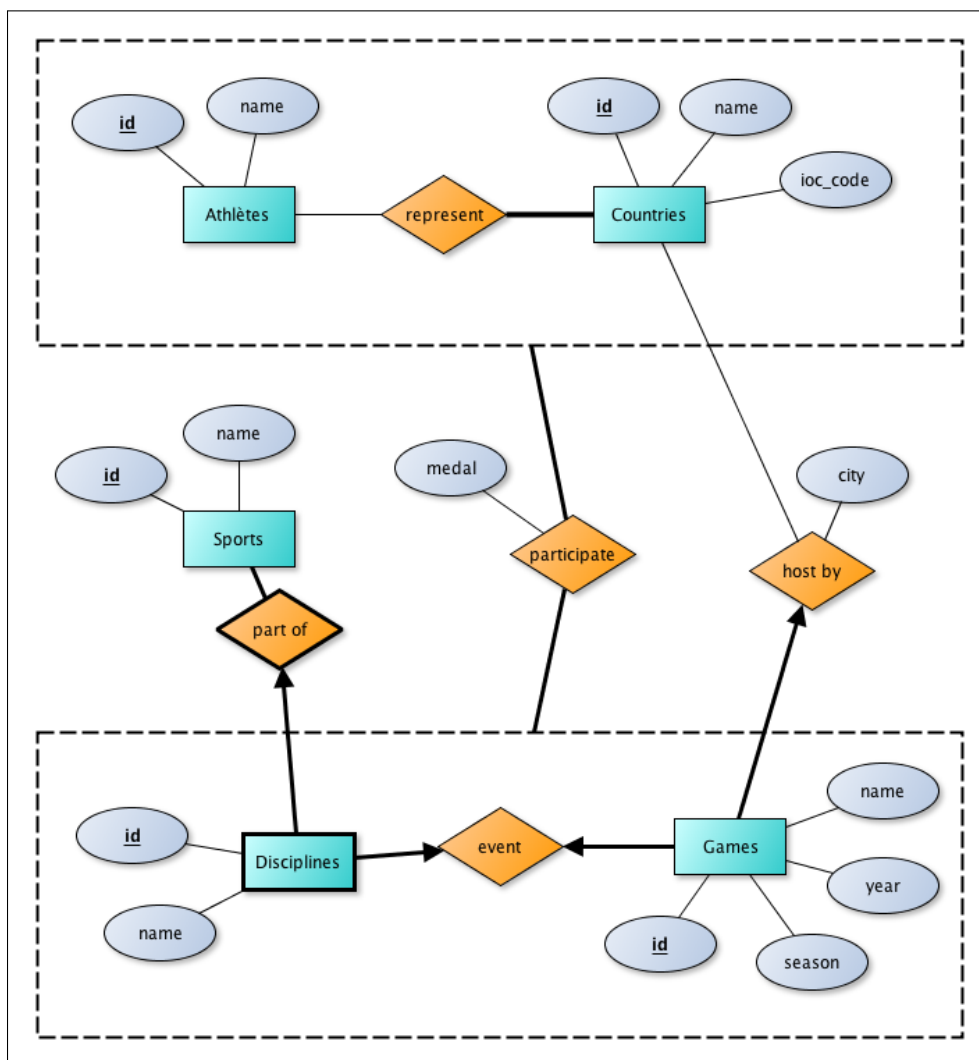 id
name
id
name
ioc_code
Athlètes
represent
Countries
name
id
medal
city
Sports
participate
host by
part of
name
id
Disciplines
event
Games
year
name
id
season